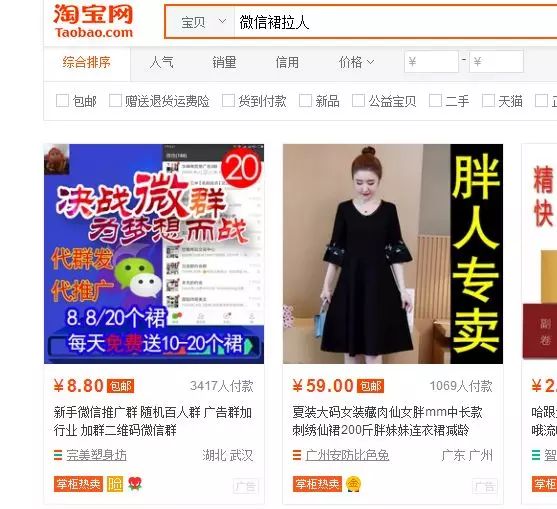 淘宝网
Taobao.com
宝贝
微信裙拉人
综合排序
人气
销量
信用
价格
¥
-
¥
包邮
赠送退货运费险
货到付款
新品
公益宝贝
二手
天猫
20
决战微群
为梦想而战
代群发
代推广
8.8/20个裙
每天免费送10-20个裙
胖人专卖
精
快
副卷
¥8.80 包邮
3417人付款
¥59.00 包邮
1069人付款
¥2.
新手微信推广群 随机百人群 广告群加
行业 加群二维码微信群
夏装大码女装藏肉仙女胖mm中长款
刺绣仙裙200斤胖妹妹连衣裙减龄
哈跟
哦流
完美塑身坊
湖北 武汉
广州安防比邑兔
广东 广州
智
掌柜热卖
脸
广告
掌柜热卖
金
广告